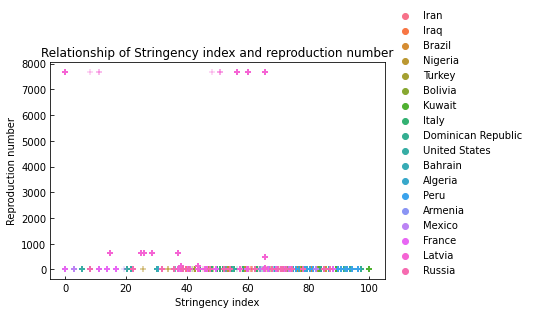 Relationship of Stringency index and reproduction number
Reproduction number
8000
7000
6000
5000
4000
3000
2000
1000
0
0 20 40 60 80 100
Stringency index
Iran
Iraq
Brazil
Nigeria
Turkey
Bolivia
Kuwait
Italy
Dominican Republic
United States
Bahrain
Algeria
Peru
Armenia
Mexico
France
Latvia
Russia